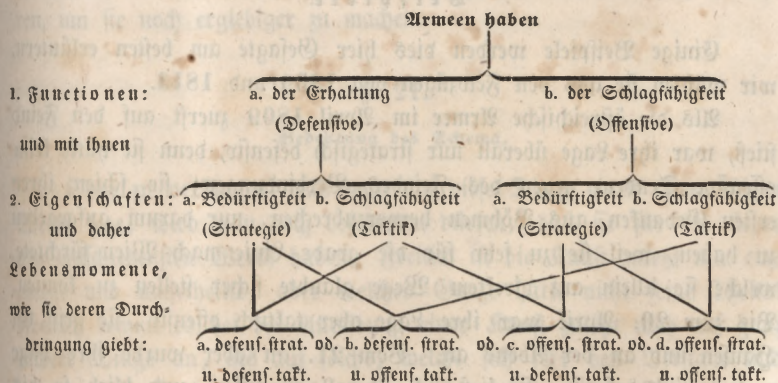 Armeen haben
1. Functionen: a. der Erhaltung b. der Schlagfähigkeit
(Defensive) (Offensive)
und mit ihnen
2. Eigenschaften: a. Bedürftigkeit b. Schlagfähigkeit a. Bedürftigkeit b. Schlagfähigkeit
und daher (Strategie) (Taktik) (Strategie) (Taktik)
Lebensmomente,
wie sie deren Durch-
dringung giebt: a. defens. strat. od. b. defens. strat. od. c. offens. strat. od. d. offens. strat.
u. defens. takt. u. offens. takt. u. defens. takt. u. offens. takt.